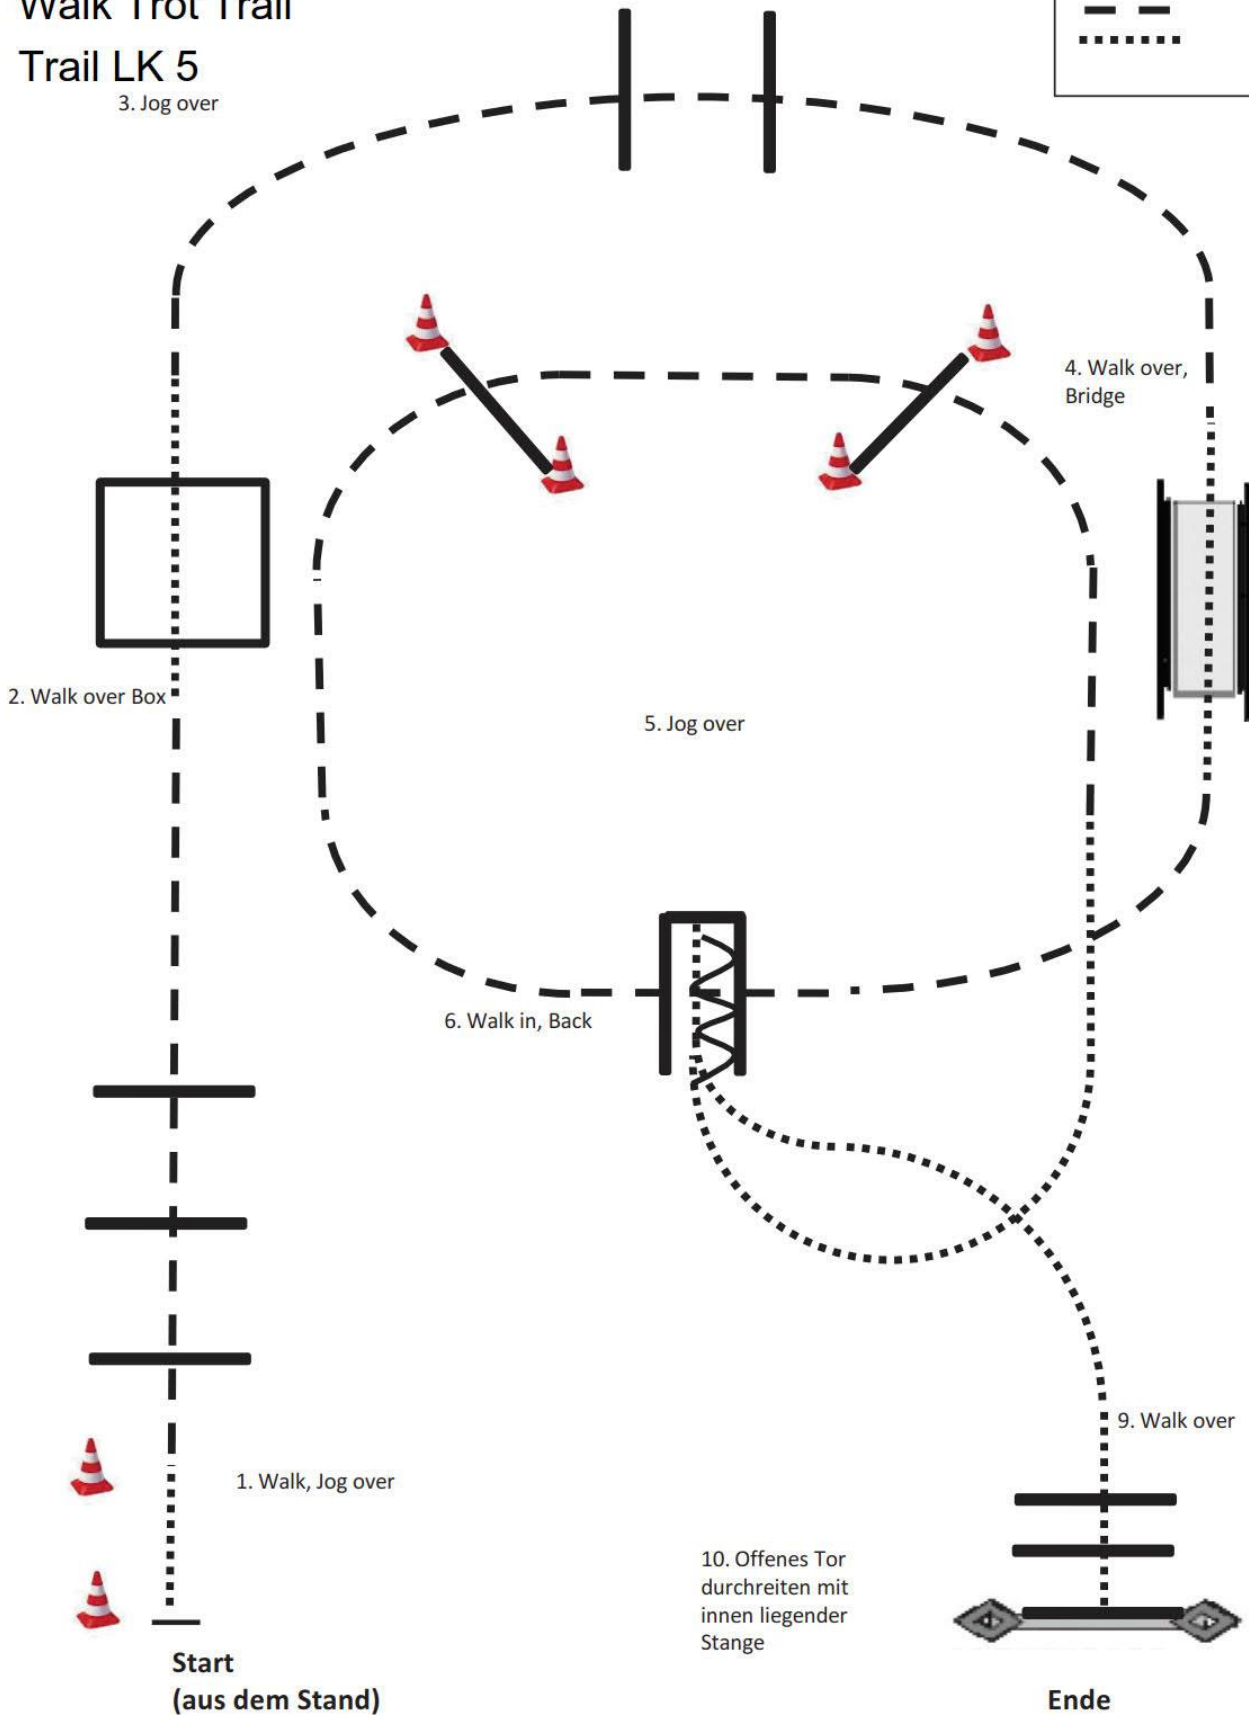 Walk Trot Trail
Trail LK 5
3. Jog over
4. Walk over,
Bridge
2. Walk over Box
5. Jog over
6. Walk in, Back
9. Walk over
1. Walk, Jog over
10. Offenes Tor
durchreiten mit
innen liegender
Stange
Start
(aus dem Stand)
Ende